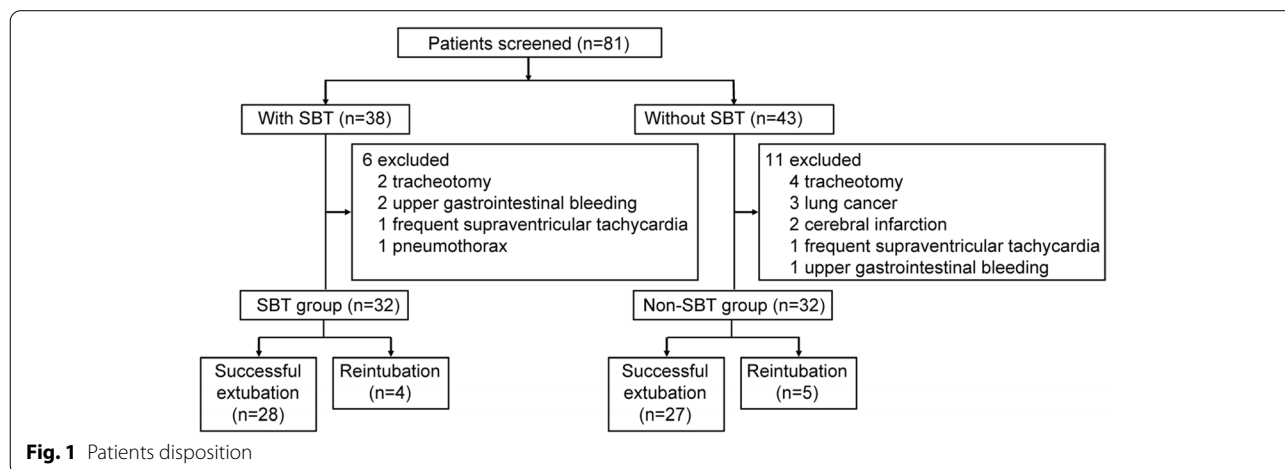 Patients screened (n=81)
With SBT (n=38)
Without SBT (n=43)
6 excluded
2 tracheotomy
2 upper gastrointestinal bleeding
1 frequent supraventricular tachycardia
1 pneumothorax
11 excluded
4 tracheotomy
3 lung cancer
2 cerebral infarction
1 frequent supraventricular tachycardia
1 upper gastrointestinal bleeding
SBT group (n=32)
Non-SBT group (n=32)
Successful
extubation
(n=28)
Reintubation
(n=4)
Successful
extubation
(n=27)
Reintubation
(n=5)
Fig. 1 Patients disposition